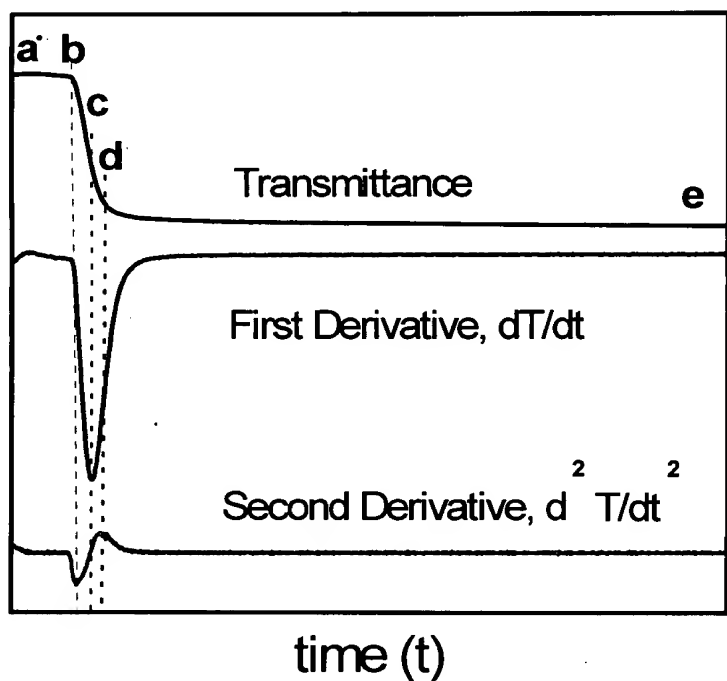 a b
c
d
Transmittance
e
First Derivative, dT/dt
Second Derivative, d² T/dt²
time (t)